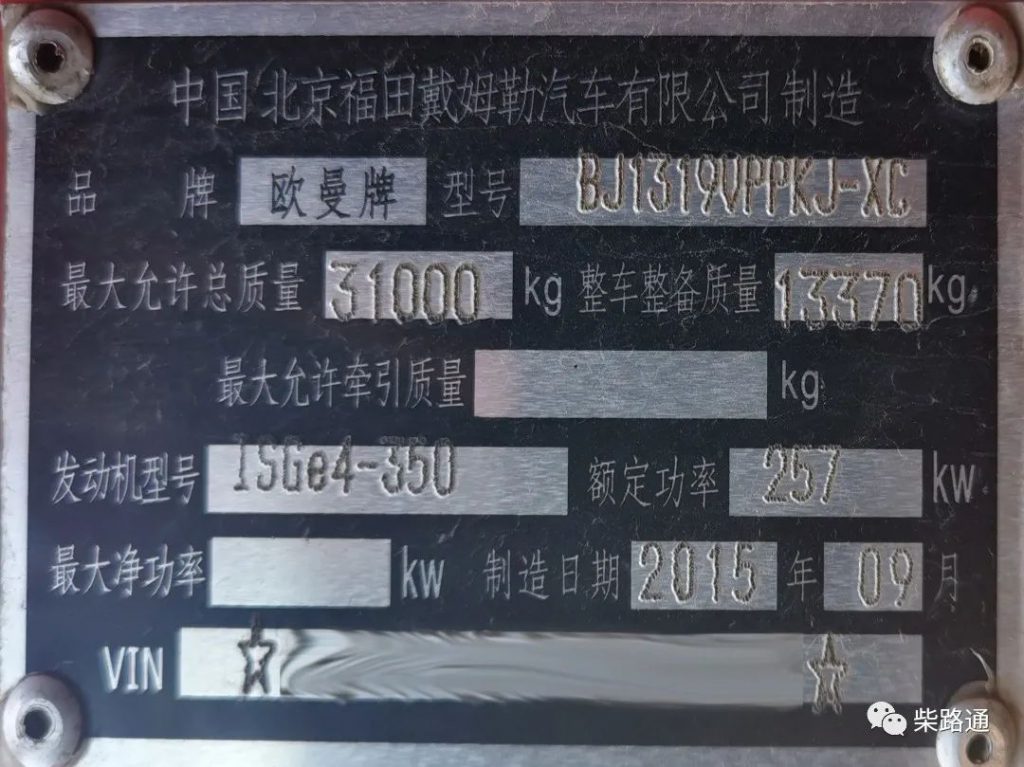 中国 北京福田戴姆勒汽车有限公司 制造
品 牌 欧曼牌 型号 BJ1319VPPKJ-XC
最大允许总质量 31000 kg 整车整备质量 13370 kg
最大允许牵引质量 kg
发动机型号 ISGe4-350 额定功率 257 kw
最大净功率 kw 制造日期 2015 年 09 月
VIN ☆ ☆
柴路通